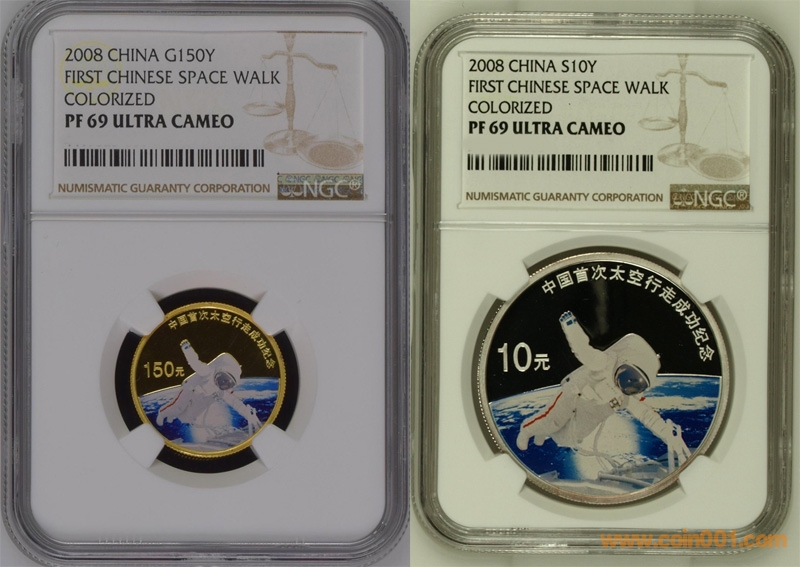 2008 CHINA G150Y
FIRST CHINESE SPACE WALK
COLORIZED
PF 69 ULTRA CAMEO
NUMISMATIC GUARANTY CORPORATION
NGC®
中国首次太空行走成功纪念
150元
2008 CHINA S10Y
FIRST CHINESE SPACE WALK
COLORIZED
PF 69 ULTRA CAMEO
NUMISMATIC GUARANTY CORPORATION
NGC®
中国首次太空行走成功纪念
10元
www.coin001.com